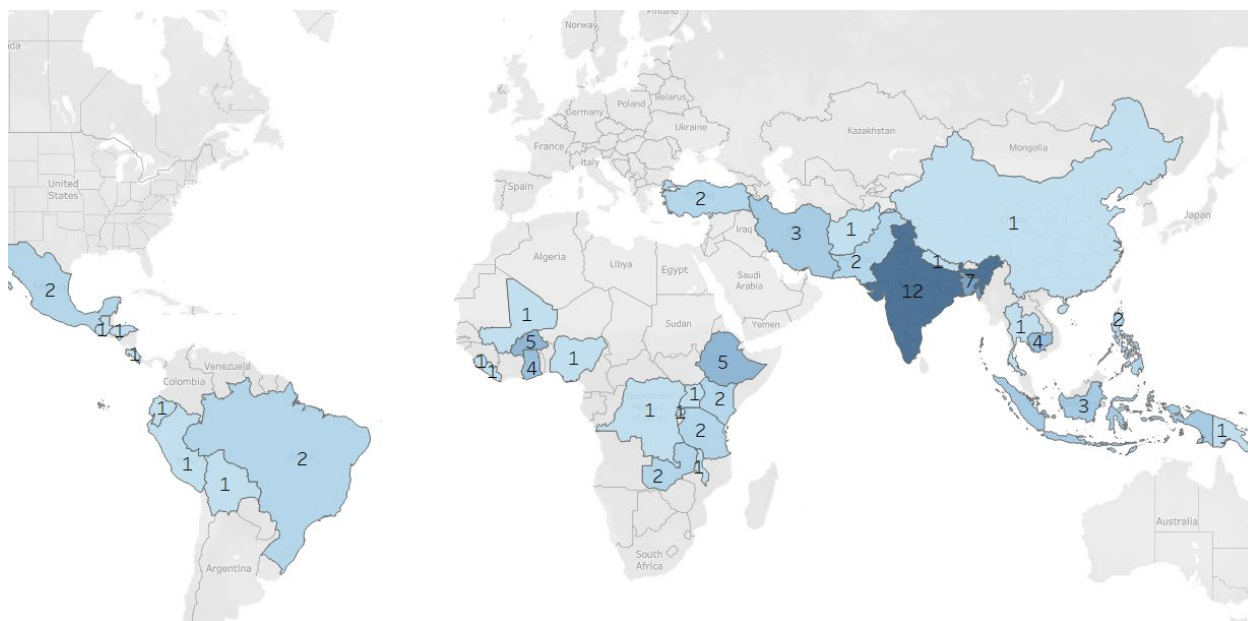 Norway
Finland
Poland
Belarus
Germany
Ukraine
France
Italy
Spain
Kazakhstan
Mongolia
Japan
United
States
2
1
1
1
Venezuela
Colombia
1
1
1
2
Argentina
2
3
1
2
Iraq
Algeria
Libya
Egypt
Saudi
Arabia
Sudan
Yemen
12
1
7
1
1
5
4
1
1
1
5
1
2
1
1
2
2
1
South
Africa
1
4
2
3
1
Australia